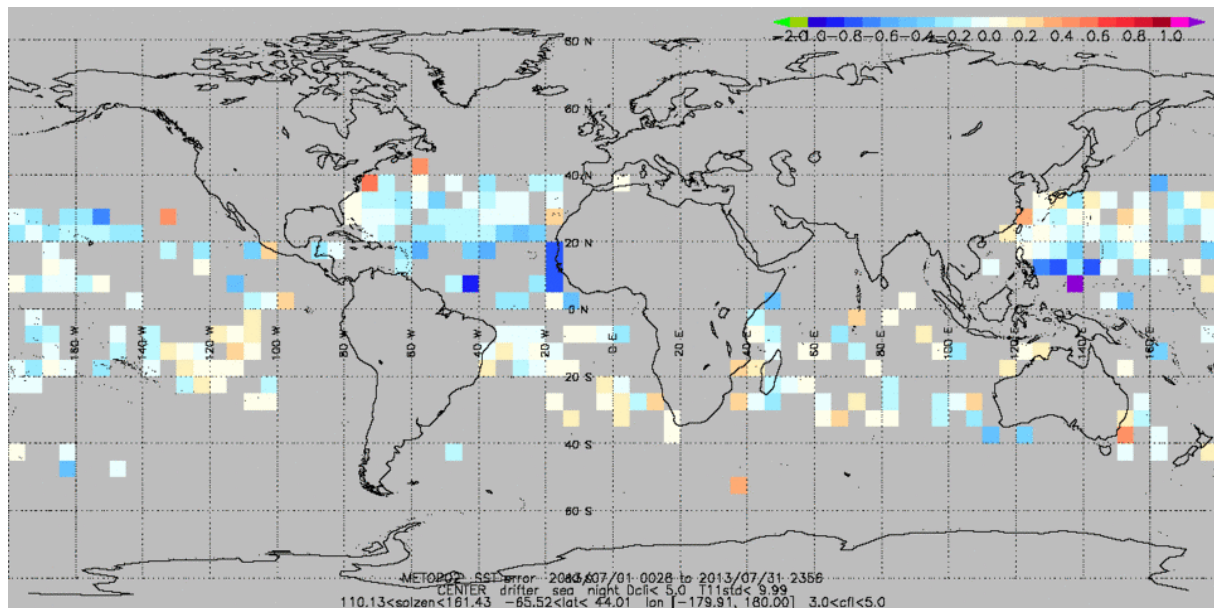 -2.0-1.0-0.8-0.6-0.4-0.2 0.0 0.2 0.4 0.6 0.8 1.0
80 N
60 N
40 N
20 N
180 W 160 W 140 W 120 W 100 W 80 W 60 W 40 W 20 W 0 N 0 E 20 E 40 E 60 E 80 E 100 E 120 E 140 E 160 E
20 S
40 S
60 S
METOP02 SST error 2013/07/01 0028 to 2013/07/31 2356
CENTER drifter sea night Dcfl< 5.0 T11std< 9.99
110.13<solzen<161.43 -65.52<lat< 44.01 lon [-179.91, 180.00] 3.0<cfl<5.0